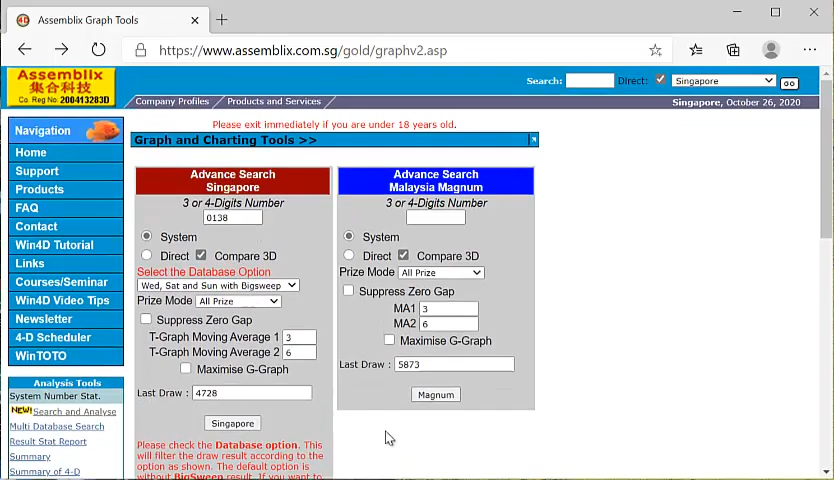 Assemblix Graph Tools
https://www.assemblix.com.sg/gold/graphv2.asp
Assemblix
集合科技
Co. Reg No. 200413283D
Search:
Direct:
Singapore
GO
Company Profiles
Products and Services
Singapore, October 26, 2020
Please exit immediately if you are under 18 years old.
Navigation
Home
Support
Products
FAQ
Contact
Win4D Tutorial
Links
Courses/Seminar
Win4D Video Tips
Newsletter
4-D Scheduler
WinTOTO
Analysis Tools
System Number Stat.
NEW! Search and Analyse
Multi Database Search
Result Stat Report
Summary
Summary of 4-D
Graph and Charting Tools >>
Advance Search
Singapore
3 or 4-Digits Number
0138
System
Direct Compare 3D
Select the Database Option
Wed, Sat and Sun with Bigsweep
Prize Mode All Prize
Suppress Zero Gap
T-Graph Moving Average 1 3
T-Graph Moving Average 2 6
Maximise G-Graph
Last Draw : 4728
Singapore
Please check the Database option. This
will filter the draw result according to the
option as shown. The default option is
without BigSweep result. If you want to
Advance Search
Malaysia Magnum
3 or 4-Digits Number
System
Direct Compare 3D
Prize Mode All Prize
Suppress Zero Gap
MA1 3
MA2 6
Maximise G-Graph
Last Draw : 5873
Magnum